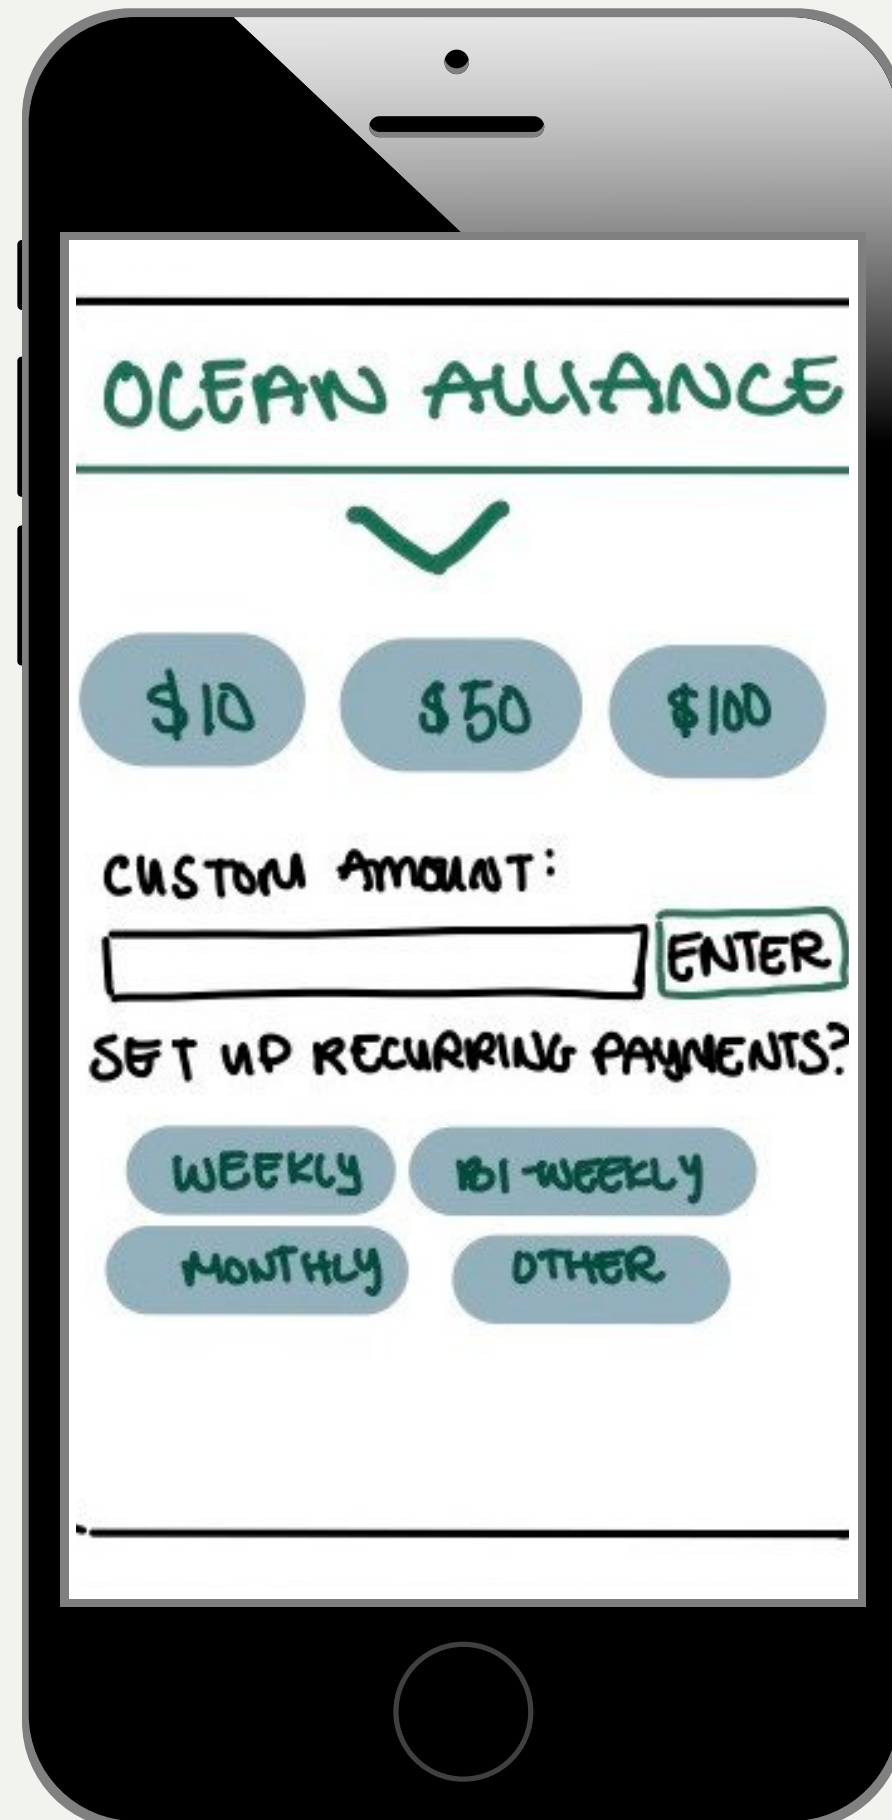 OCEAN ALLIANCE
$10 $50 $100
CUSTOM AMOUNT:
ENTER
SET UP RECURRING PAYMENTS?
WEEKLY BI-WEEKLY
MONTHLY OTHER